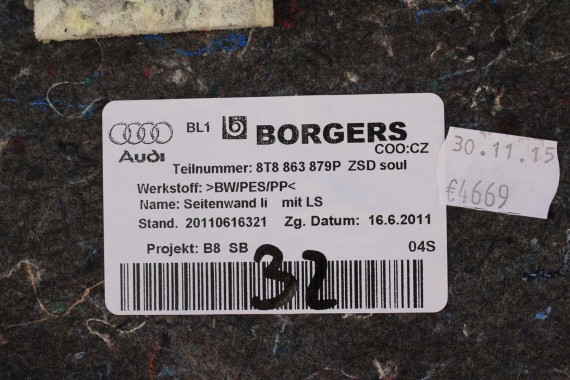 BL1 BORGERS
Audi COO:CZ
Teilnummer: 8T8 863 879P ZSD soul
Werkstoff: >BW/PES/PP<
Name: Seitenwand li mit LS
Stand. 20110616321 Zg. Datum: 16.6.2011
Projekt: B8 SB 04S
32
30.11.15
€4669